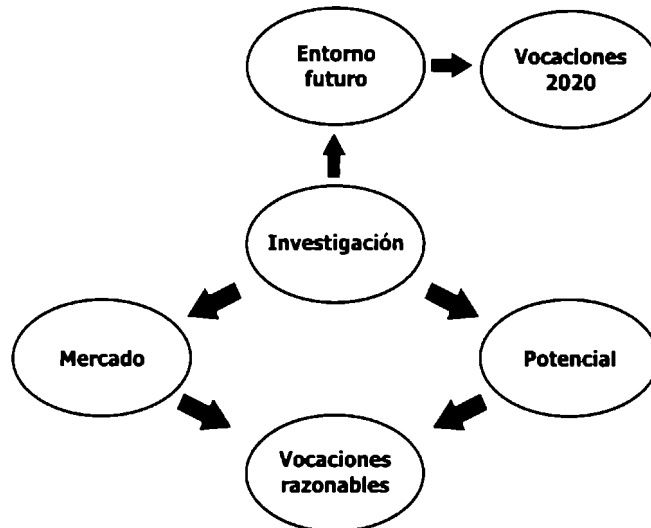 Entorno
futuro
Vocaciones
2020
Investigación
Mercado
Potencial
Vocaciones
razonables